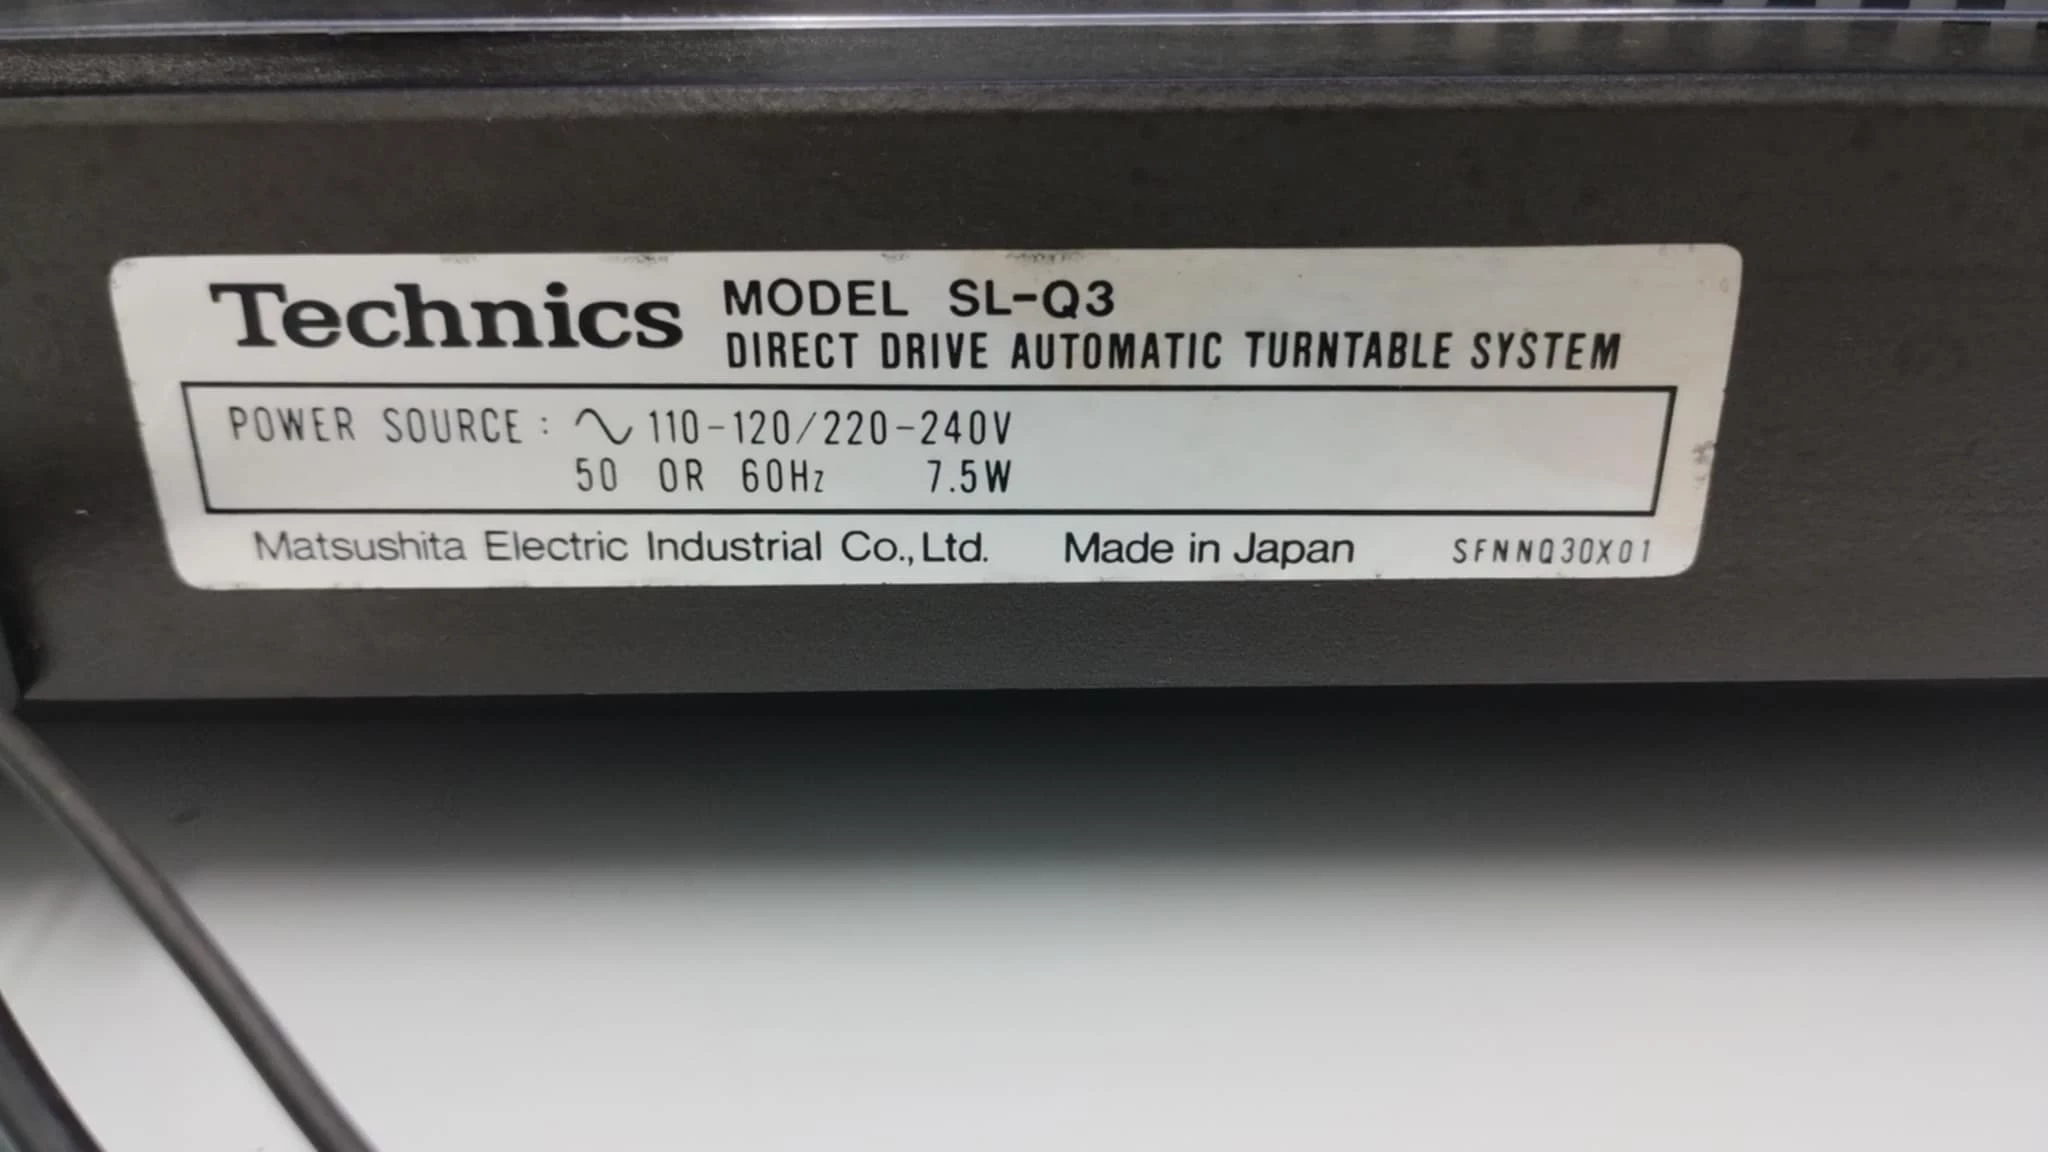 Technics MODEL SL-Q3
DIRECT DRIVE AUTOMATIC TURNTABLE SYSTEM
POWER SOURCE: ∿ 110-120/220-240V
50 OR 60Hz 7.5W
Matsushita Electric Industrial Co., Ltd. Made in Japan SFNNQ30X01